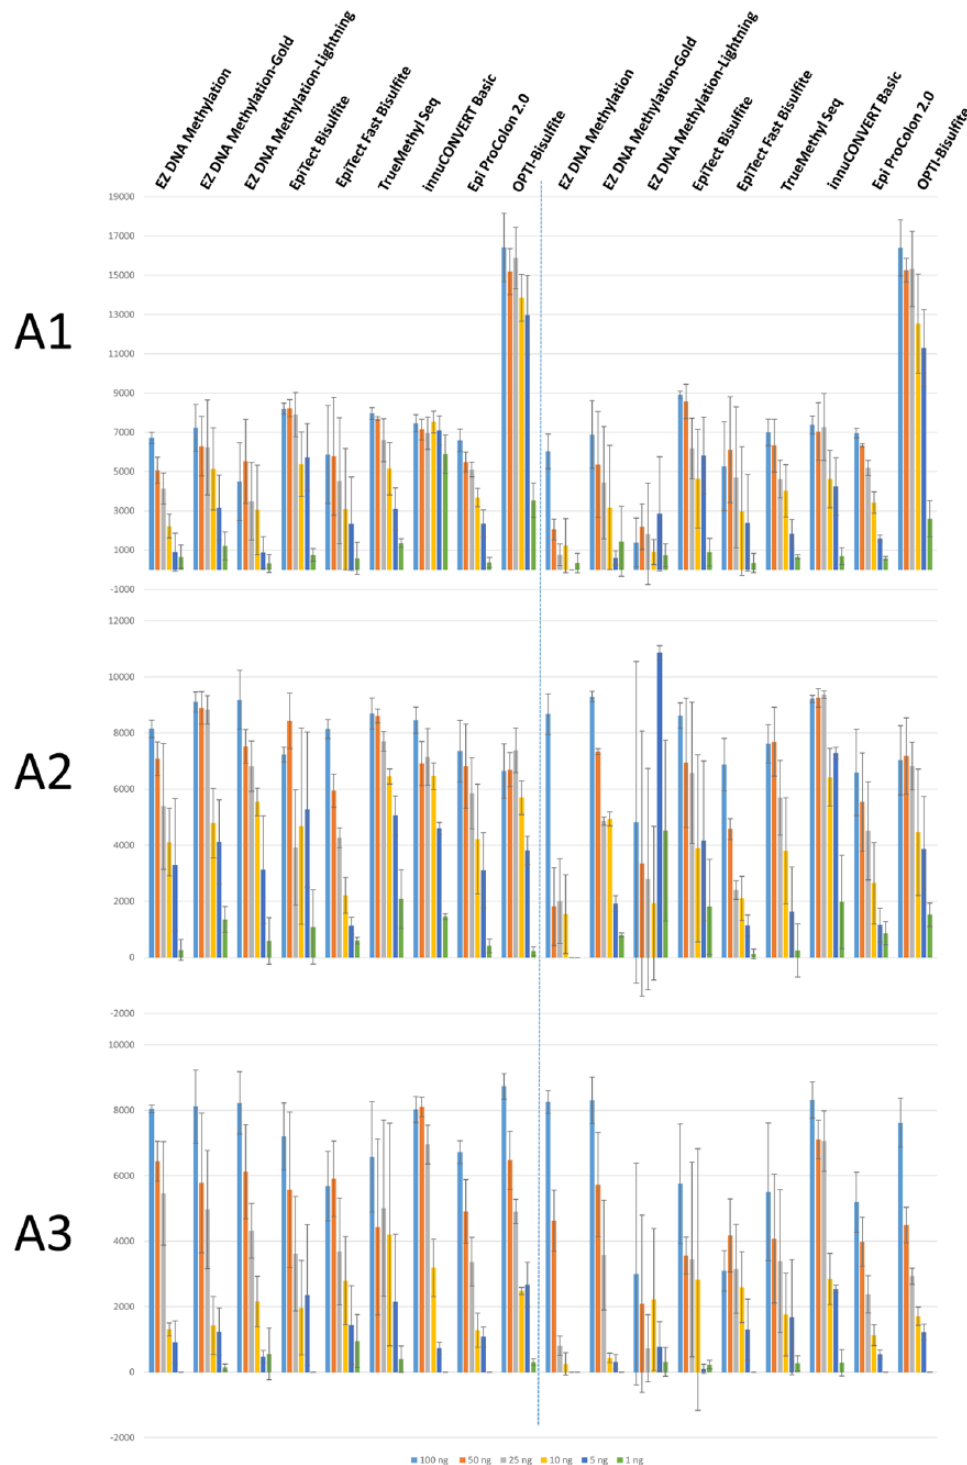 EZ DNA Methylation
EZ DNA Methylation-Gold
EZ DNA Methylation-Lightning
EpiTect Bisulfite
EpiTect Fast Bisulfite
TrueMethyl Seq
innuCONVERT Basic
Epi ProColon 2.0
OPTI-Bisulfite
EZ DNA Methylation
EZ DNA Methylation-Gold
EZ DNA Methylation-Lightning
EpiTect Bisulfite
EpiTect Fast Bisulfite
TrueMethyl Seq
innuCONVERT Basic
Epi ProColon 2.0
OPTI-Bisulfite
A1
19000
17000
15000
13000
11000
9000
7000
5000
3000
1000
-1000
A2
12000
10000
8000
6000
4000
2000
0
-2000
A3
10000
8000
6000
4000
2000
0
-2000
100 ng 50 ng 25 ng 10 ng 5 ng 1 ng